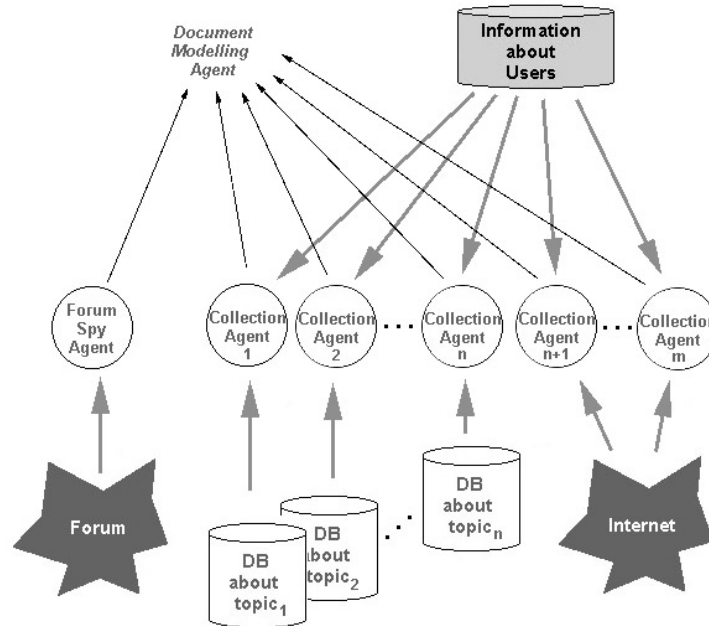 Document
Modelling
Agent
Information
about
Users
Forum
Spy
Agent
Collection
Agent
1
Collection
Agent
2
...
Collection
Agent
n
Collection
Agent
n+1
...
Collection
Agent
m
Forum
DB
about
topic1
DB
about
topic2
...
DB
about
topicn
Internet